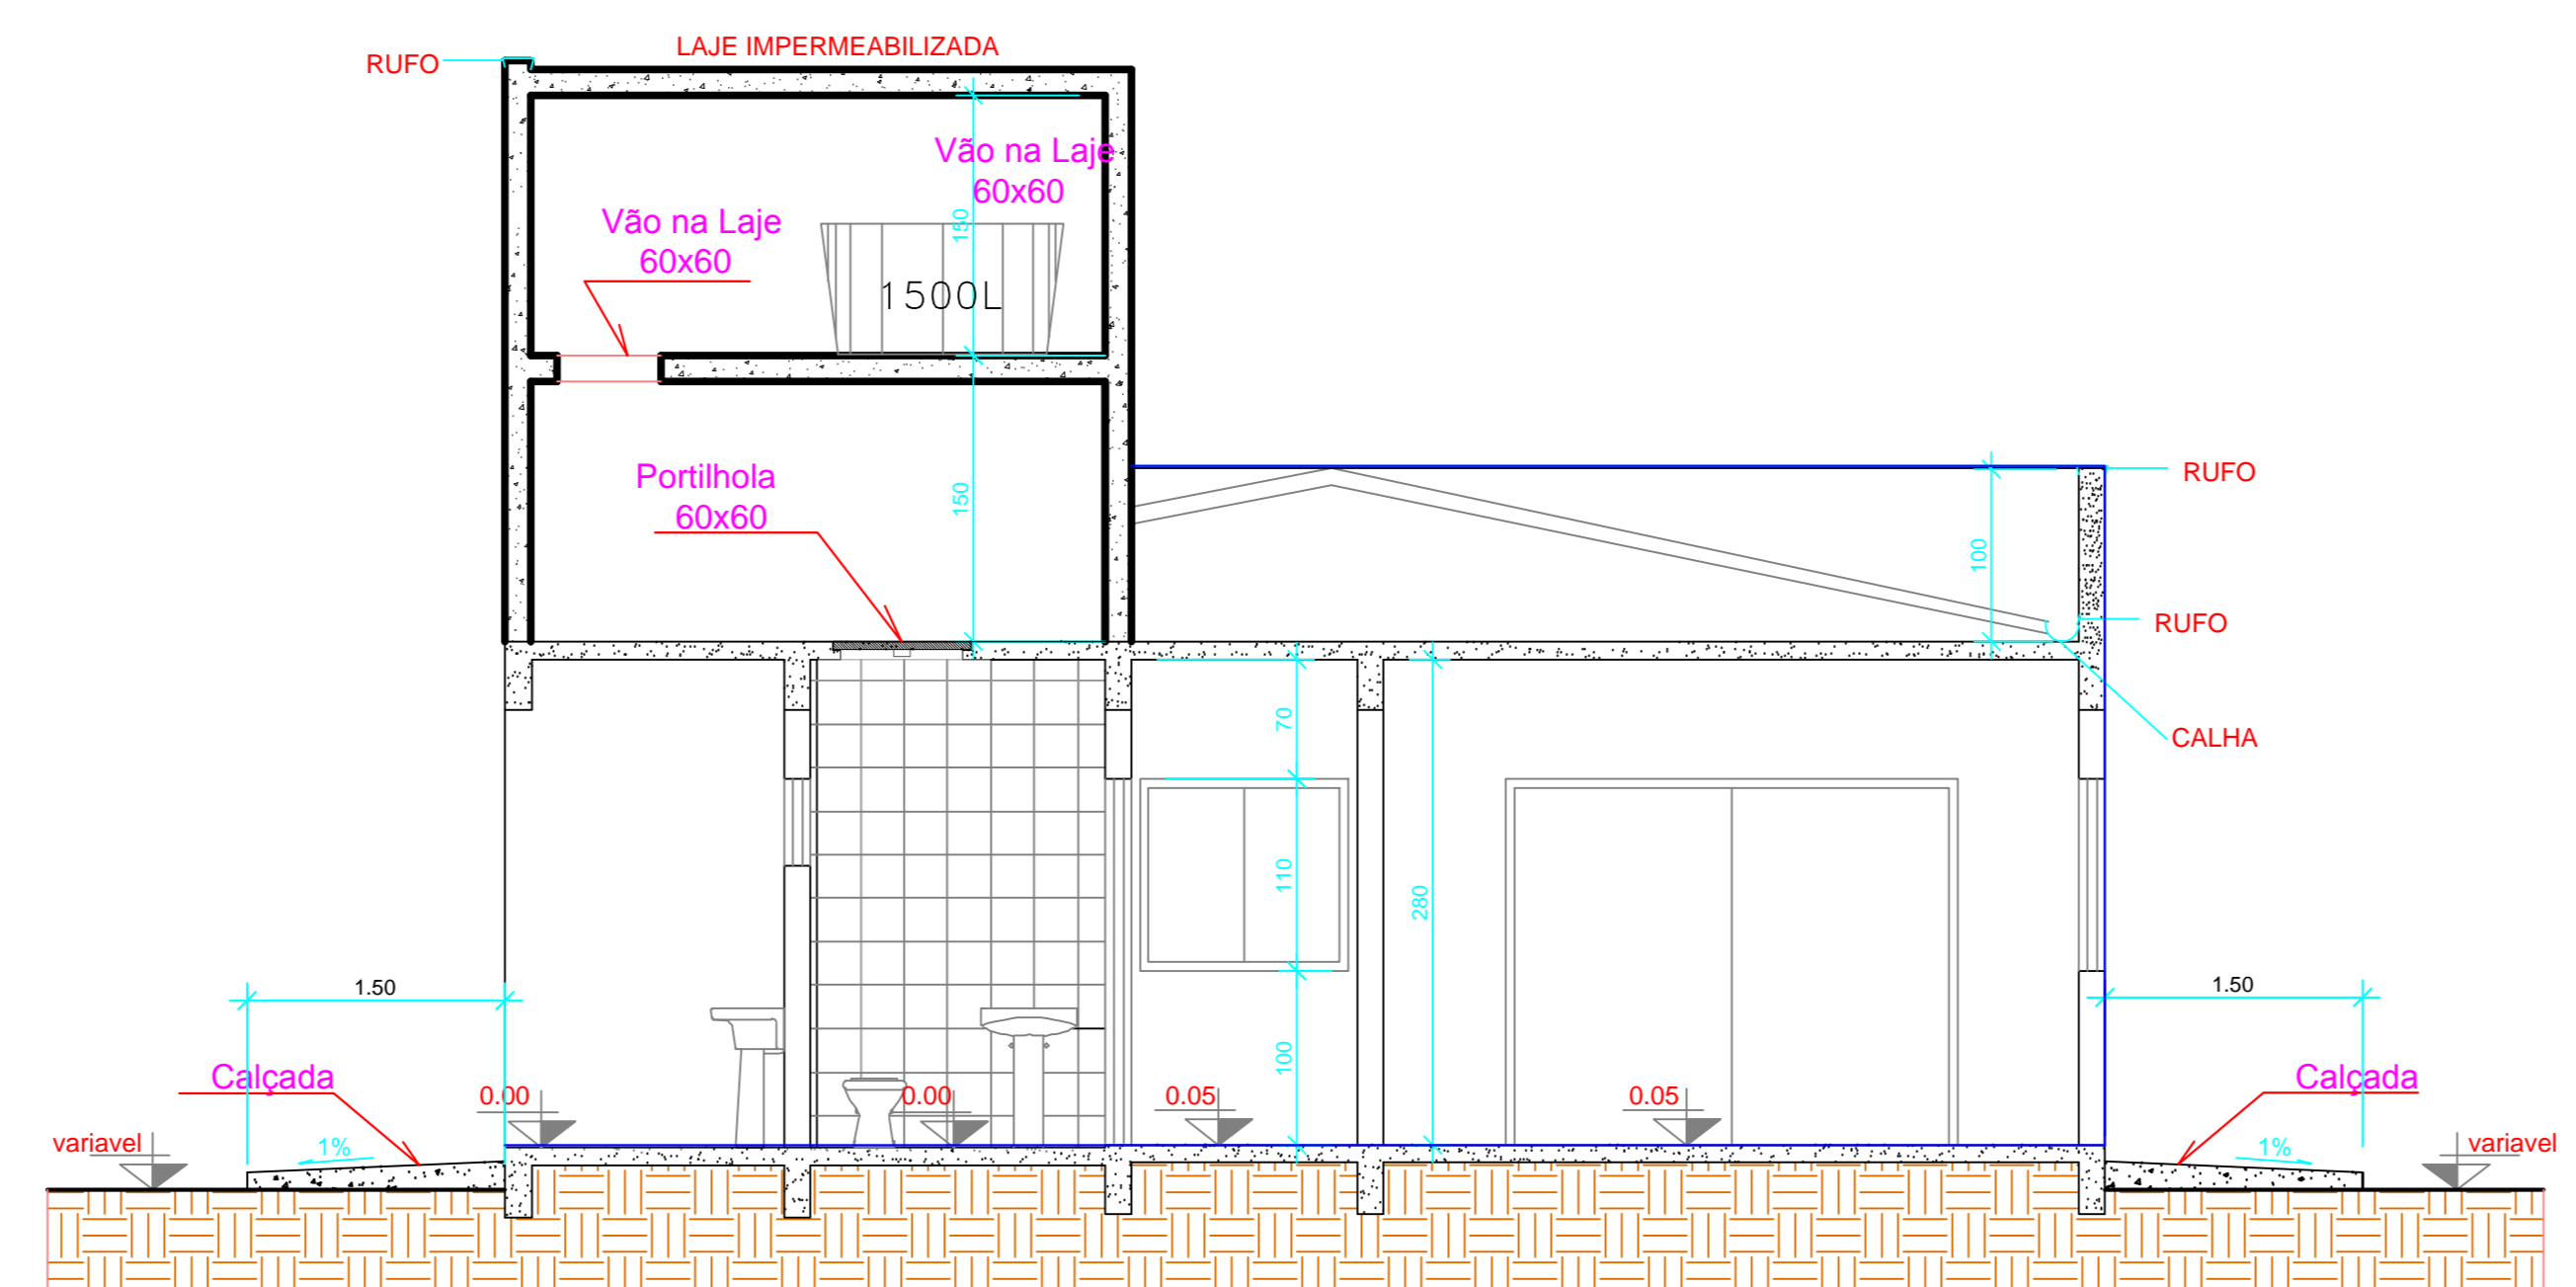 LAJE IMPERMEABILIZADA
RUFO
Vão na Laje
60x60
Vão na Laje
60x60
150
1500L
Portilhola
60x60
150
RUFO
100
RUFO
CALHA
70
110
280
100
1.50
1.50
Calçada
Calçada
0.00
0.00
0.05
0.05
variavel
1%
1%
variavel